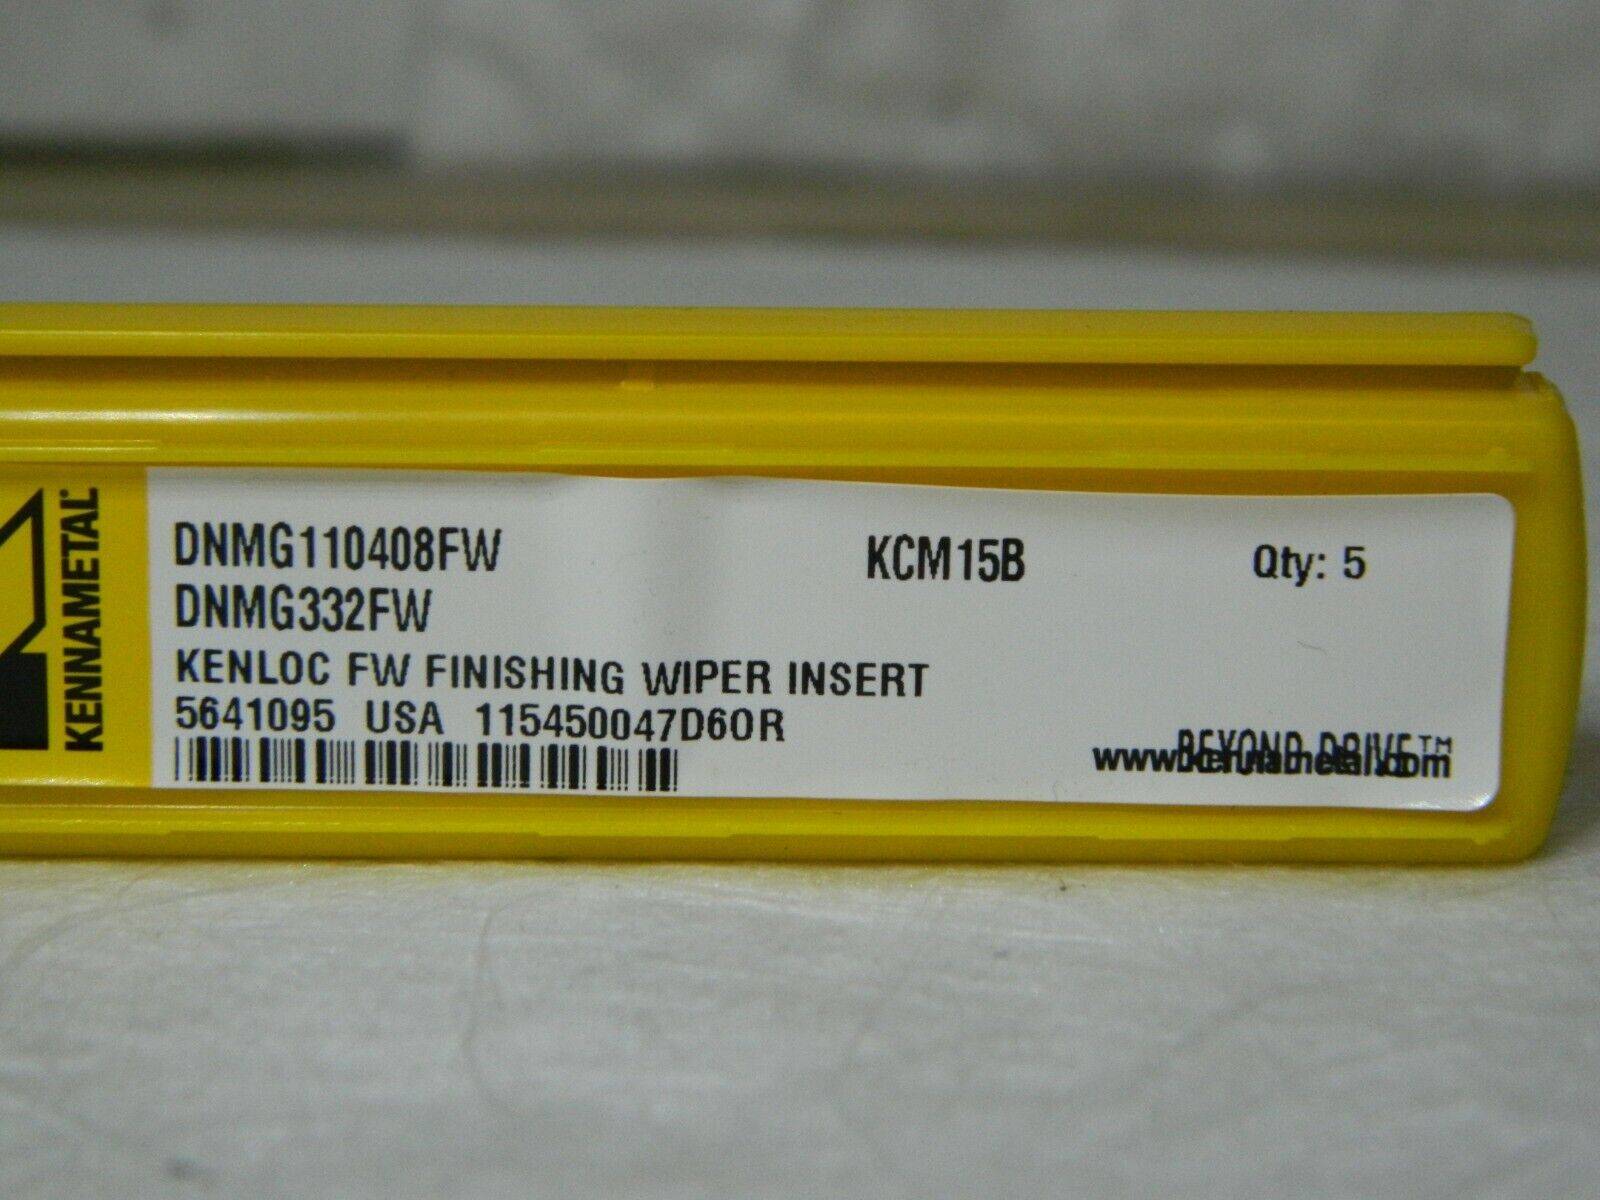 KENNAMETAL
DNMG110408FW KCM15B Qty: 5
DNMG332FW
KENLOC FW FINISHING WIPER INSERT
5641095 USA 115450047D60R
BEYOND DRIVE™
www.kennametal.com